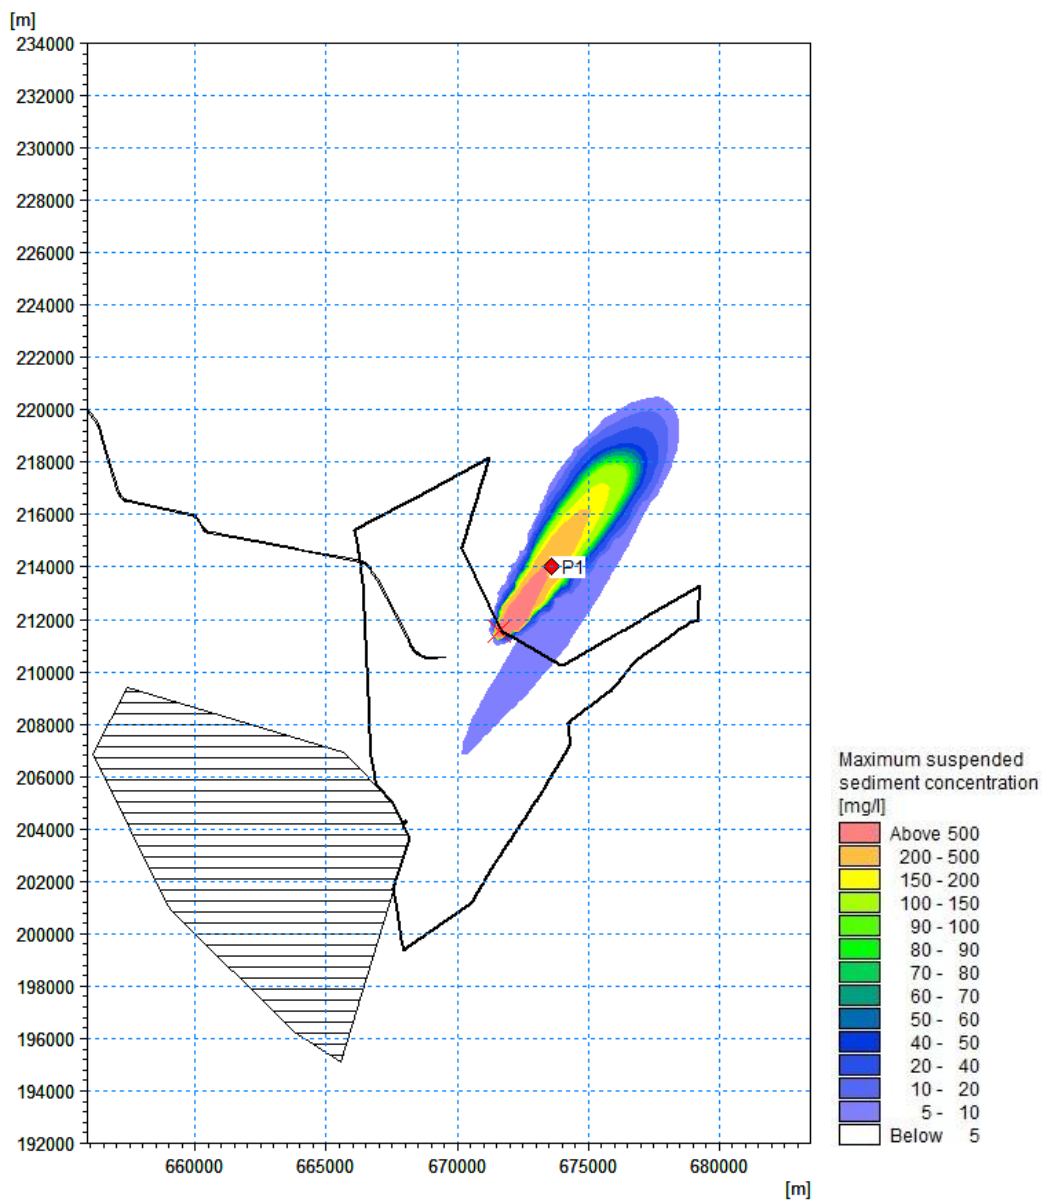 [m]
234000
232000
230000
228000
226000
224000
222000
220000
218000
216000
214000
212000
210000
208000
206000
204000
202000
200000
198000
196000
194000
192000
P1
660000 665000 670000 675000 680000
[m]
Maximum suspended
sediment concentration
[mg/l]
Above 500
200 - 500
150 - 200
100 - 150
90 - 100
80 - 90
70 - 80
60 - 70
50 - 60
40 - 50
20 - 40
10 - 20
5 - 10
Below 5